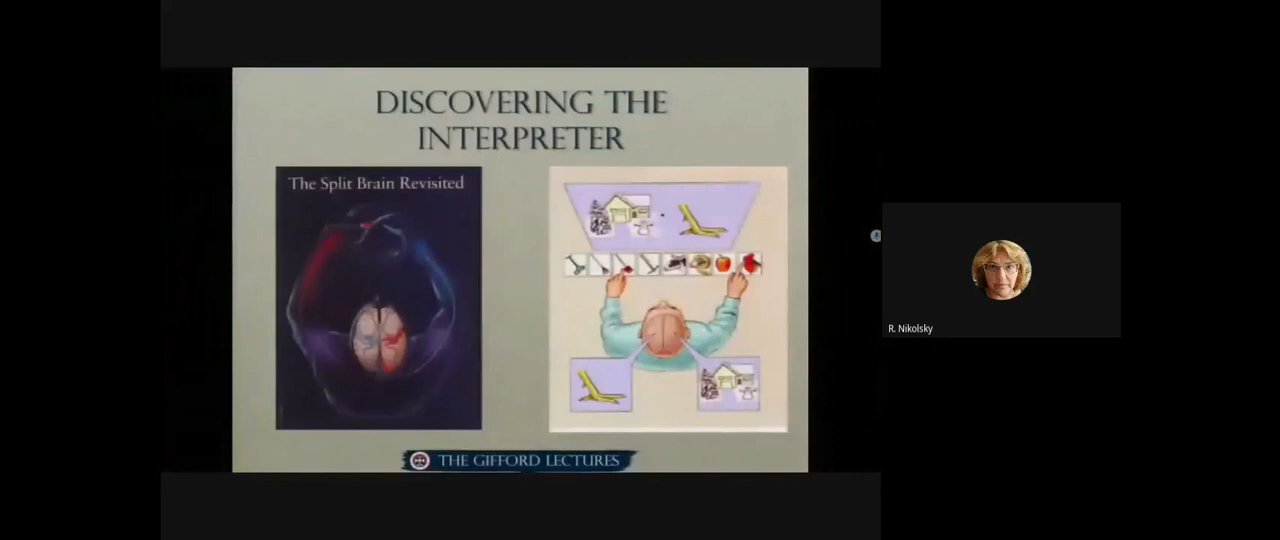 DISCOVERING THE
INTERPRETER
The Split Brain Revisited
THE GIFFORD LECTURES
R. Nikolsky